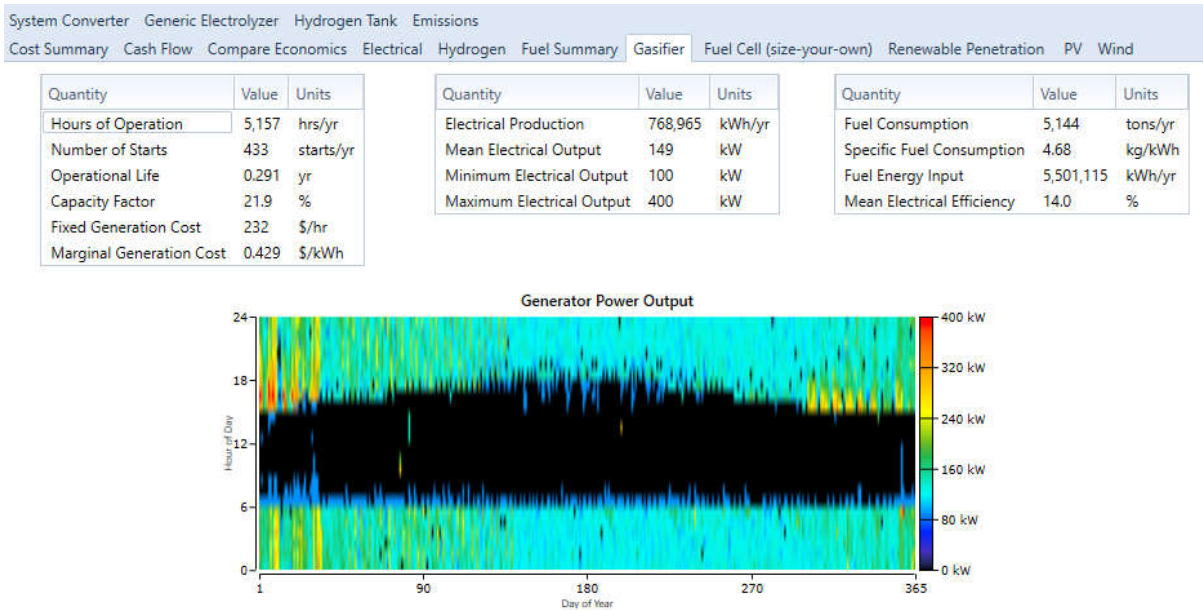 System Converter Generic Electrolyzer Hydrogen Tank Emissions
Cost Summary Cash Flow Compare Economics Electrical Hydrogen Fuel Summary Gasifier Fuel Cell (size-your-own) Renewable Penetration PV Wind
Quantity Value Units
Hours of Operation 5,157 hrs/yr
Number of Starts 433 starts/yr
Operational Life 0.291 yr
Capacity Factor 21.9 %
Fixed Generation Cost 232 $/hr
Marginal Generation Cost 0.429 $/kWh
Quantity Value Units
Electrical Production 768,965 kWh/yr
Mean Electrical Output 149 kW
Minimum Electrical Output 100 kW
Maximum Electrical Output 400 kW
Quantity Value Units
Fuel Consumption 5,144 tons/yr
Specific Fuel Consumption 4.68 kg/kWh
Fuel Energy Input 5,501,115 kWh/yr
Mean Electrical Efficiency 14.0 %
Generator Power Output
Hour of Day
24
18
12
6
0
1 90 180 270 365
Day of Year
400 kW
320 kW
240 kW
160 kW
80 kW
0 kW